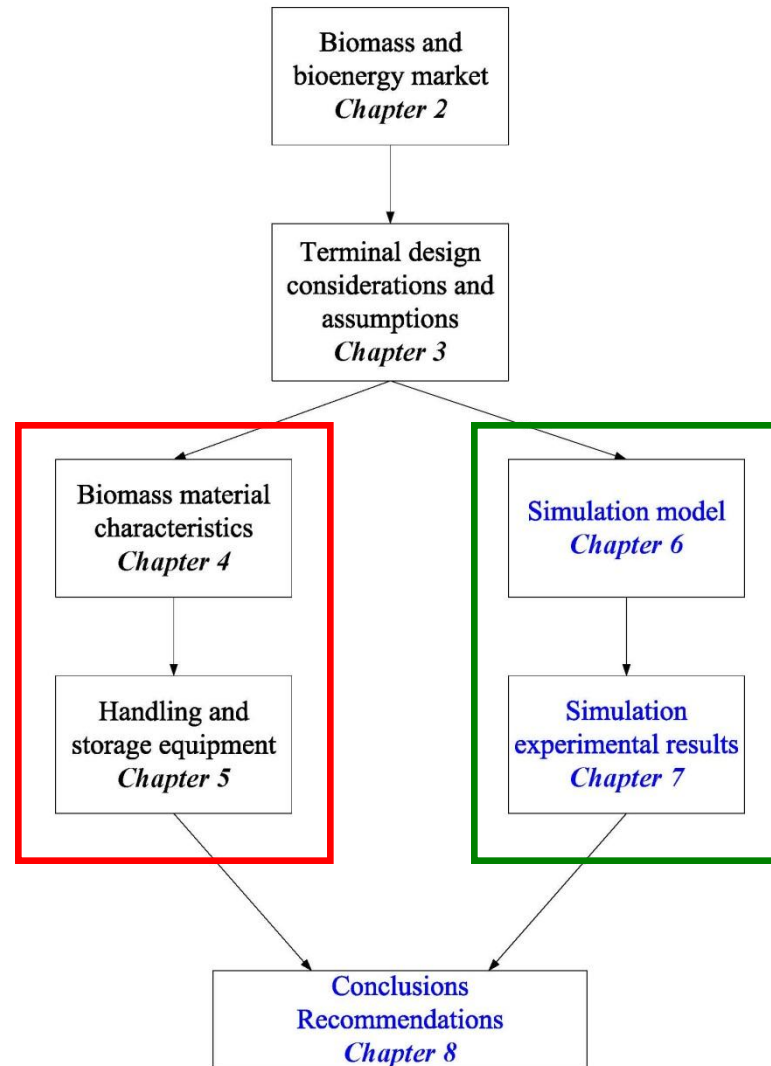 Biomass and
bioenergy market
Chapter 2
Terminal design
considerations and
assumptions
Chapter 3
Biomass material
characteristics
Chapter 4
Simulation model
Chapter 6
Handling and
storage equipment
Chapter 5
Simulation
experimental results
Chapter 7
Conclusions
Recommendations
Chapter 8